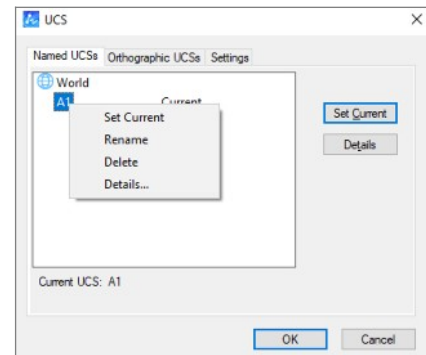 UCS
Named UCSs Orthographic UCSs Settings
World
A1 Current
Set Current
Rename
Delete
Details...
Set Current
Details
Current UCS: A1
OK Cancel